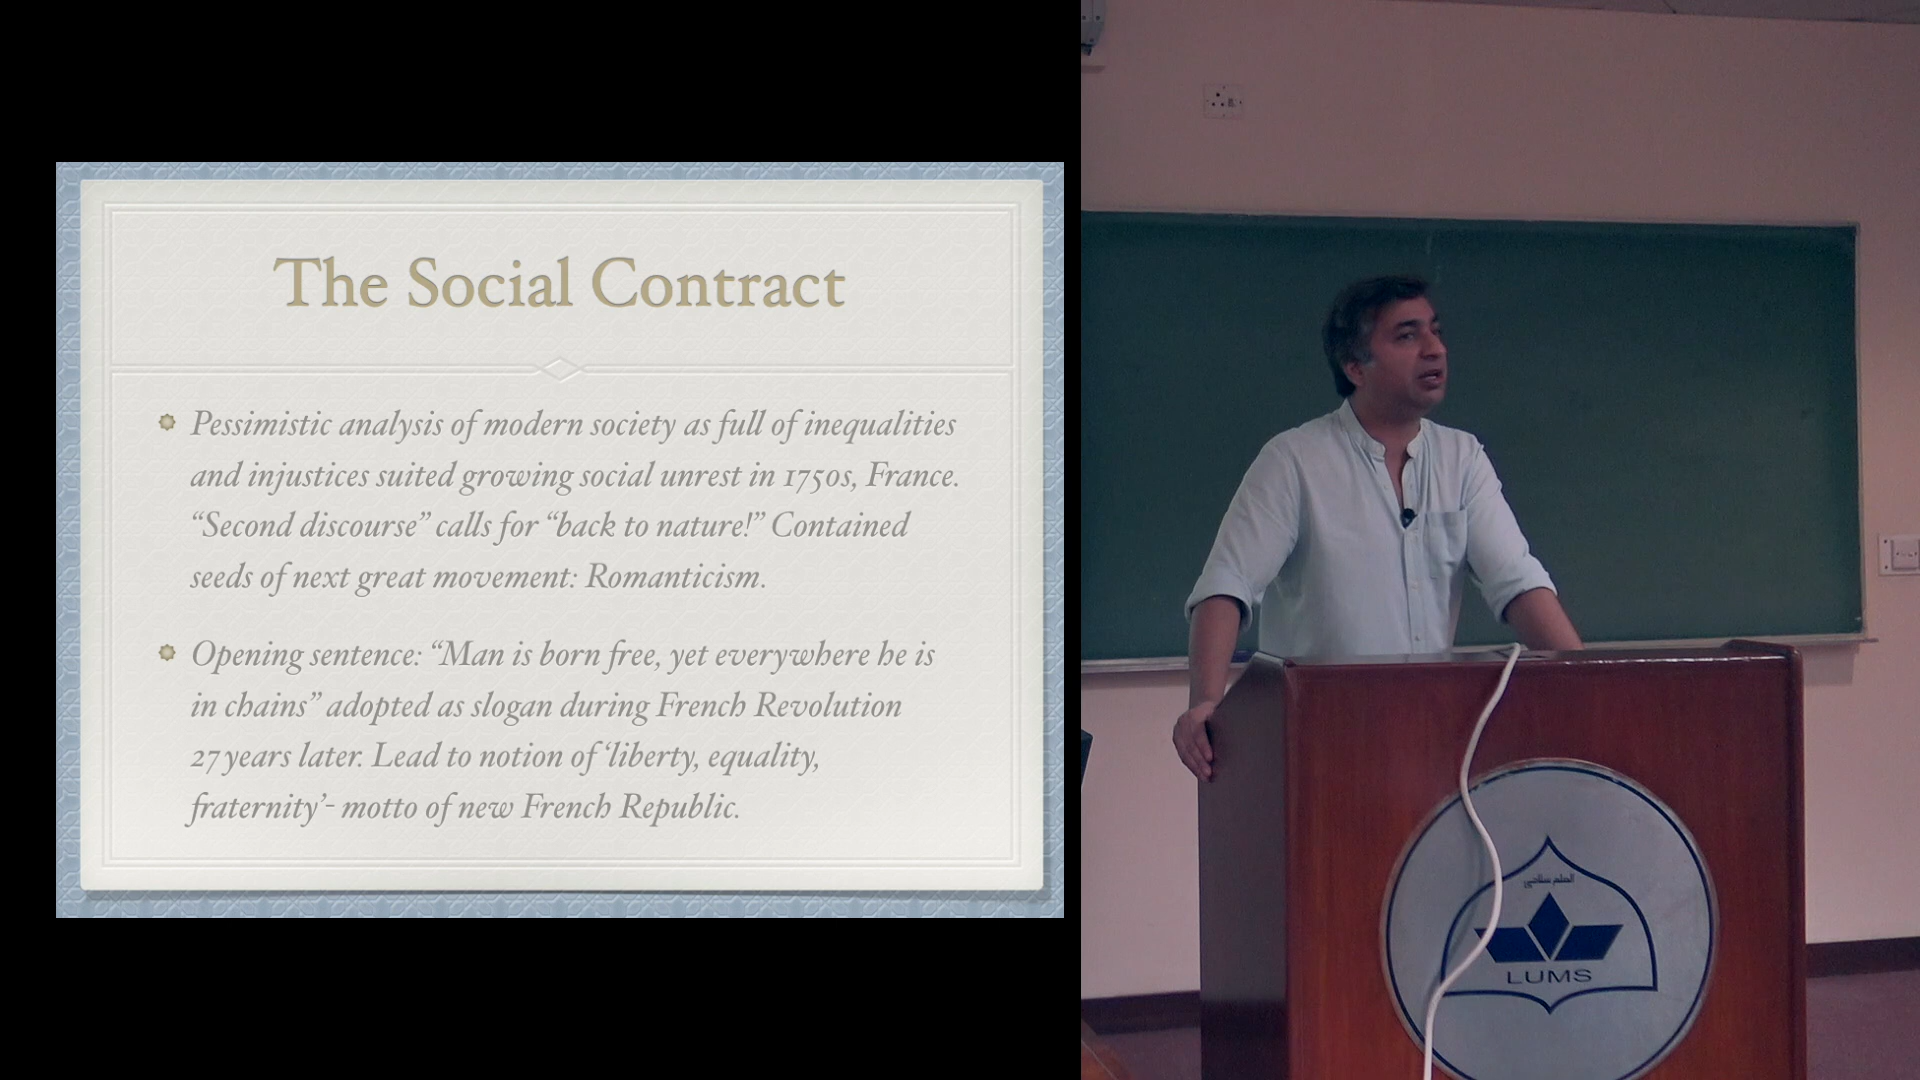 The Social Contract
Pessimistic analysis of modern society as full of inequalities
and injustices suited growing social unrest in 1750s, France.
“Second discourse” calls for “back to nature!” Contained
seeds of next great movement: Romanticism.
Opening sentence: “Man is born free, yet everywhere he is
in chains” adopted as slogan during French Revolution
27 years later. Lead to notion of ‘liberty, equality,
fraternity’- motto of new French Republic.
LUMS